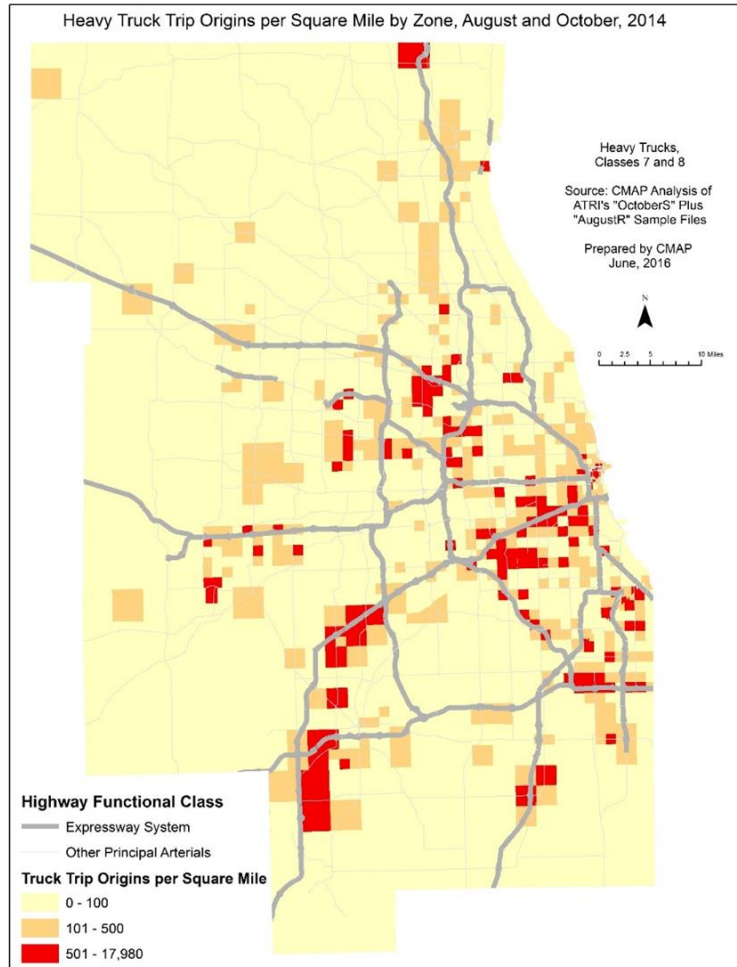 Heavy Truck Trip Origins per Square Mile by Zone, August and October, 2014
Heavy Trucks,
Classes 7 and 8
Source: CMAP Analysis of
ATRI's "OctoberS" Plus
"AugustR" Sample Files
Prepared by CMAP
June, 2016
N
0 2.5 5 10 Miles
Highway Functional Class
Expressway System
Other Principal Arterials
Truck Trip Origins per Square Mile
0 - 100
101 - 500
501 - 17,980